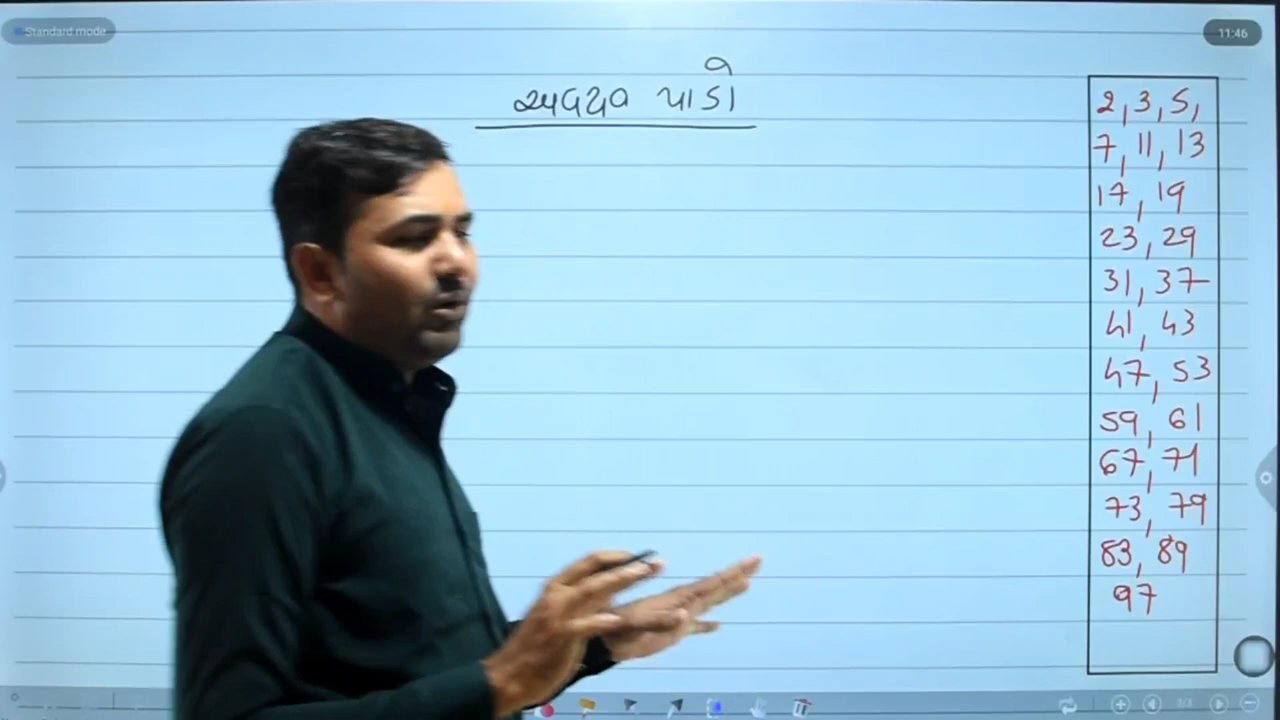 Standard mode
11:46
અવયવ પાડો
2, 3, 5,
7, 11, 13
17, 19
23, 29
31, 37
41, 43
47, 53
59, 61
67, 71
73, 79
83, 89
97